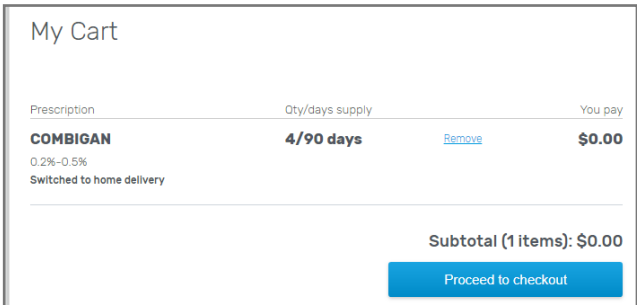 My Cart
Prescription Qty/days supply You pay
COMBIGAN 4/90 days Remove $0.00
0.2%-0.5%
Switched to home delivery
Subtotal (1 items): $0.00
Proceed to checkout